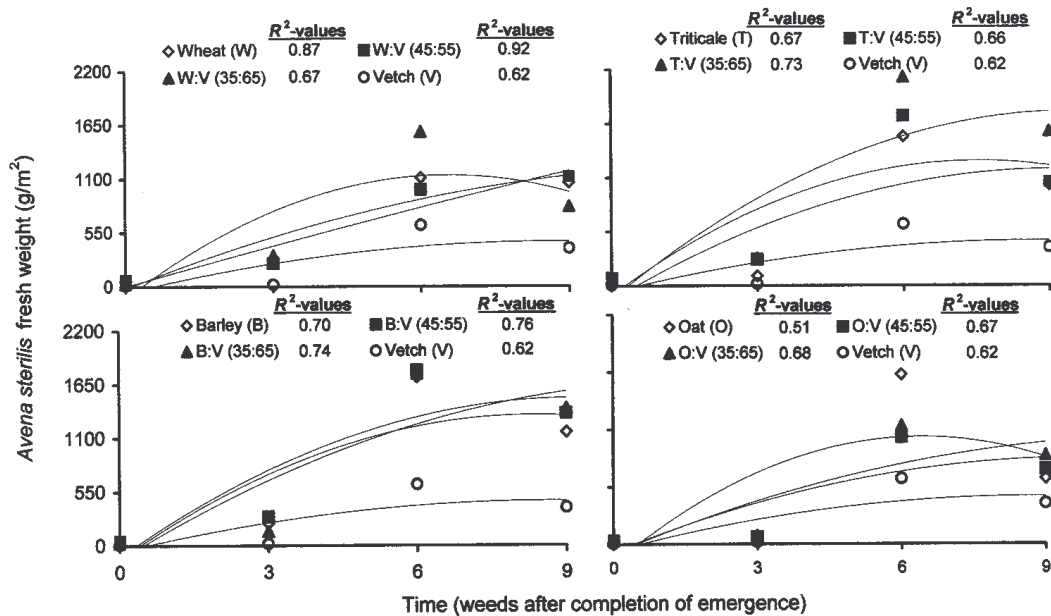 R²-values R²-values
Wheat (W) 0.87 W:V (45:55) 0.92
W:V (35:65) 0.67 Vetch (V) 0.62
R²-values R²-values
Triticale (T) 0.67 T:V (45:55) 0.66
T:V (35:65) 0.73 Vetch (V) 0.62
2200
1650
1100
550
0
0 3 6 9
R²-values R²-values
Barley (B) 0.70 B:V (45:55) 0.76
B:V (35:65) 0.74 Vetch (V) 0.62
R²-values R²-values
Oat (O) 0.51 O:V (45:55) 0.67
O:V (35:65) 0.68 Vetch (V) 0.62
2200
1650
1100
550
0
0 3 6 9
0 3 6 9
Avena sterilis fresh weight (g/m²)
Time (weeds after completion of emergence)